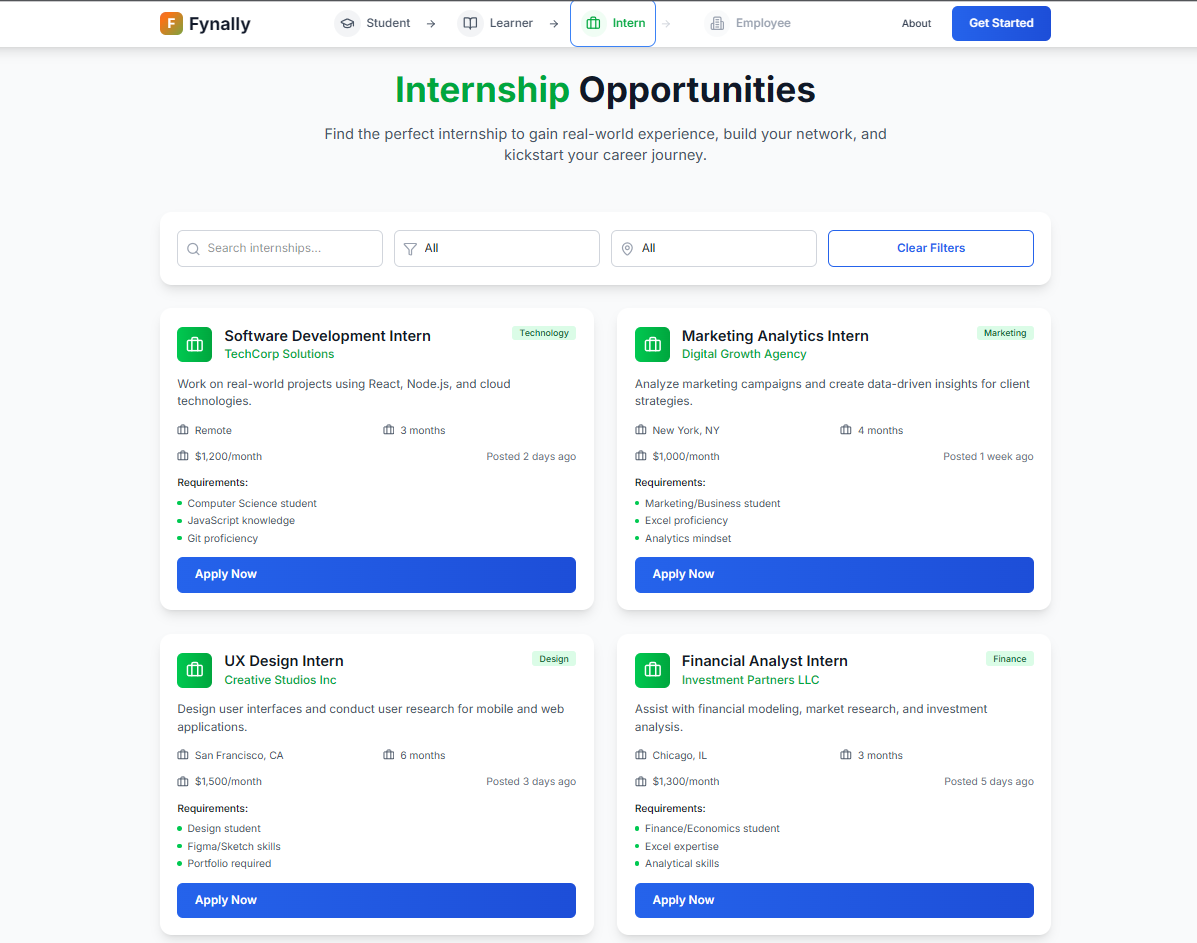 F Fynally Student → Learner → Intern → Employee About Get Started
Internship Opportunities
Find the perfect internship to gain real-world experience, build your network, and
kickstart your career journey.
Search internships...
All
All
Clear Filters
Software Development Intern
Technology
TechCorp Solutions
Work on real-world projects using React, Node.js, and cloud
technologies.
Remote
3 months
$1,200/month
Posted 2 days ago
Requirements:
Computer Science student
JavaScript knowledge
Git proficiency
Apply Now
Marketing Analytics Intern
Marketing
Digital Growth Agency
Analyze marketing campaigns and create data-driven insights for client
strategies.
New York, NY
4 months
$1,000/month
Posted 1 week ago
Requirements:
Marketing/Business student
Excel proficiency
Analytics mindset
Apply Now
UX Design Intern
Design
Creative Studios Inc
Design user interfaces and conduct user research for mobile and web
applications.
San Francisco, CA
6 months
$1,500/month
Posted 3 days ago
Requirements:
Design student
Figma/Sketch skills
Portfolio required
Apply Now
Financial Analyst Intern
Finance
Investment Partners LLC
Assist with financial modeling, market research, and investment
analysis.
Chicago, IL
3 months
$1,300/month
Posted 5 days ago
Requirements:
Finance/Economics student
Excel expertise
Analytical skills
Apply Now